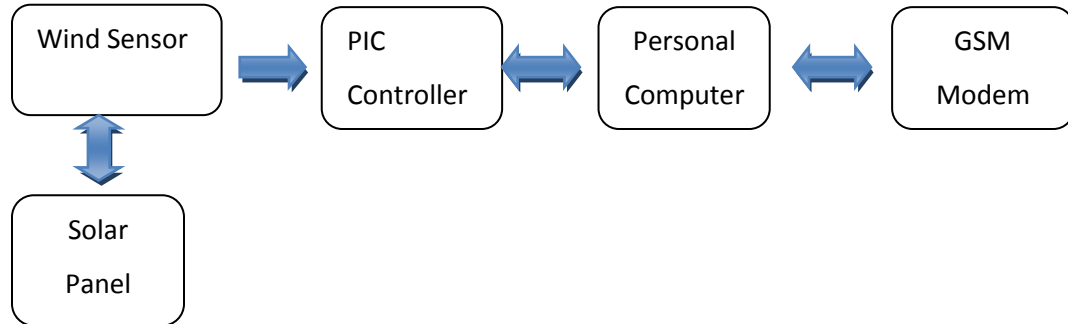 Wind Sensor
PIC
Controller
Personal
Computer
GSM
Modem
Solar
Panel